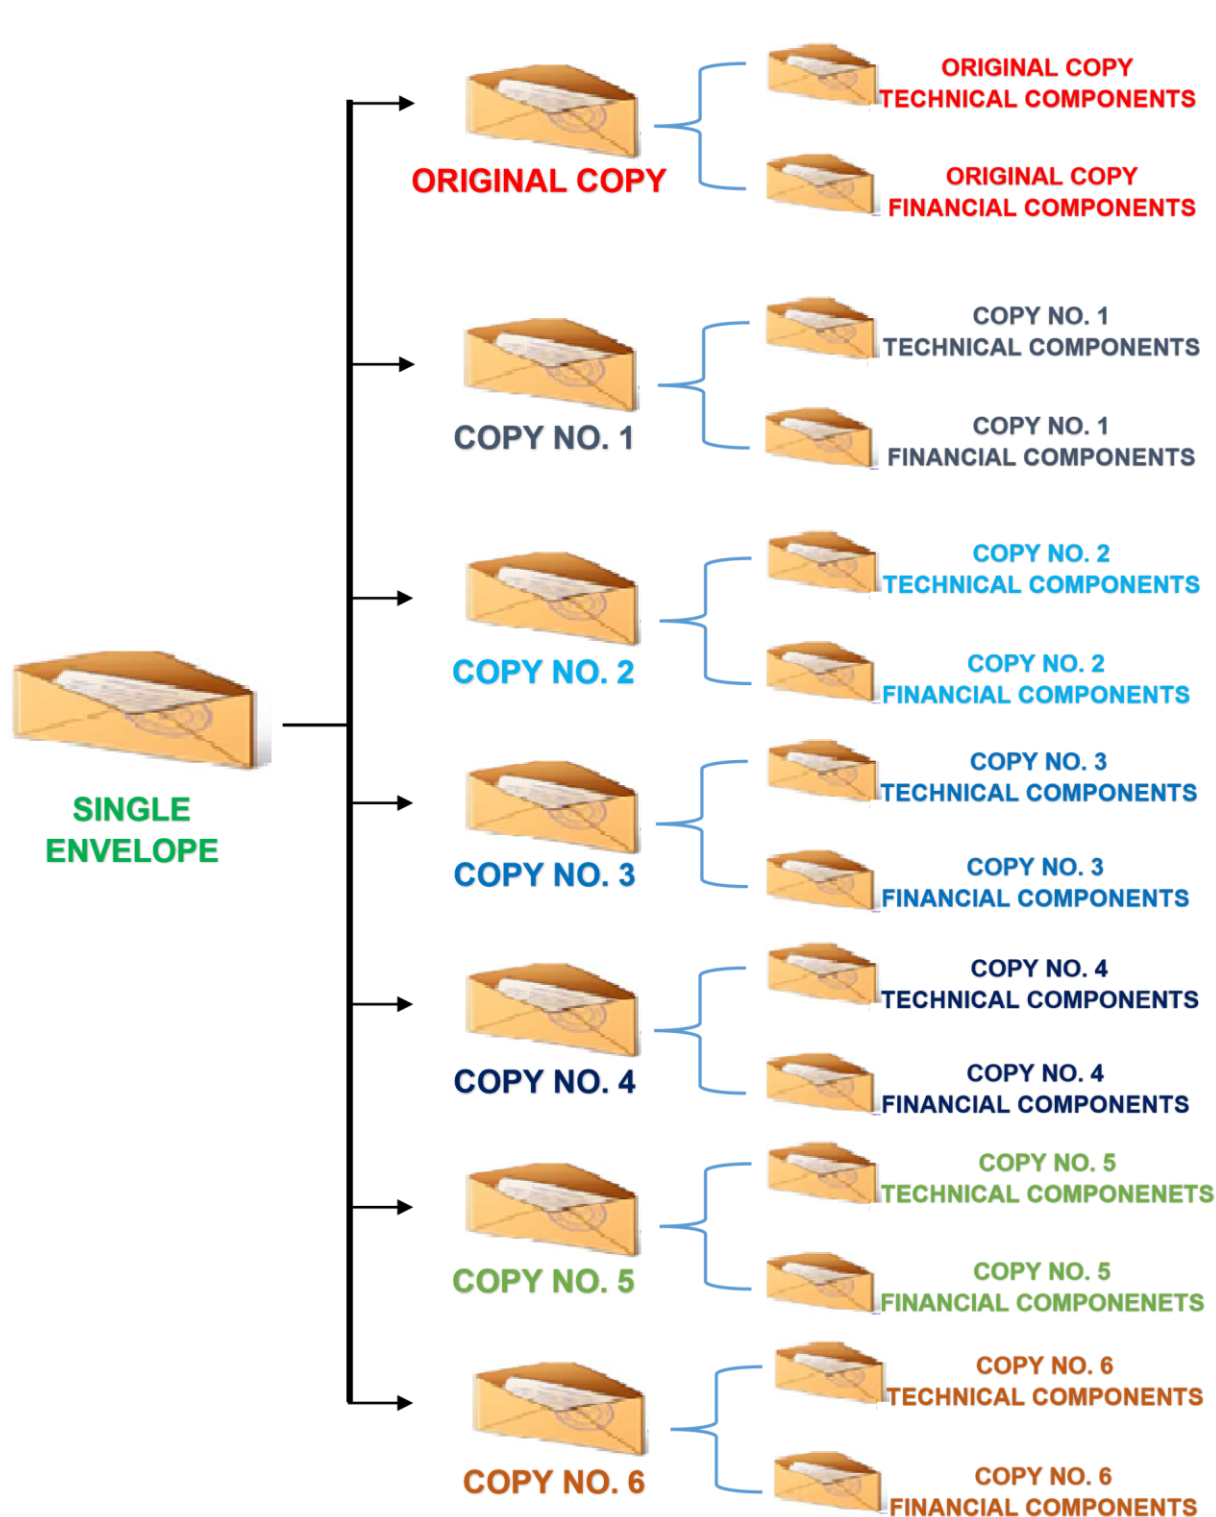 SINGLE
ENVELOPE
ORIGINAL COPY
ORIGINAL COPY
TECHNICAL COMPONENTS
ORIGINAL COPY
FINANCIAL COMPONENTS
COPY NO. 1
COPY NO. 1
TECHNICAL COMPONENTS
COPY NO. 1
FINANCIAL COMPONENTS
COPY NO. 2
COPY NO. 2
TECHNICAL COMPONENTS
COPY NO. 2
FINANCIAL COMPONENTS
COPY NO. 3
COPY NO. 3
TECHNICAL COMPONENTS
COPY NO. 3
FINANCIAL COMPONENTS
COPY NO. 4
COPY NO. 4
TECHNICAL COMPONENTS
COPY NO. 4
FINANCIAL COMPONENTS
COPY NO. 5
COPY NO. 5
TECHNICAL COMPONENETS
COPY NO. 5
FINANCIAL COMPONENETS
COPY NO. 6
COPY NO. 6
TECHNICAL COMPONENTS
COPY NO. 6
FINANCIAL COMPONENTS